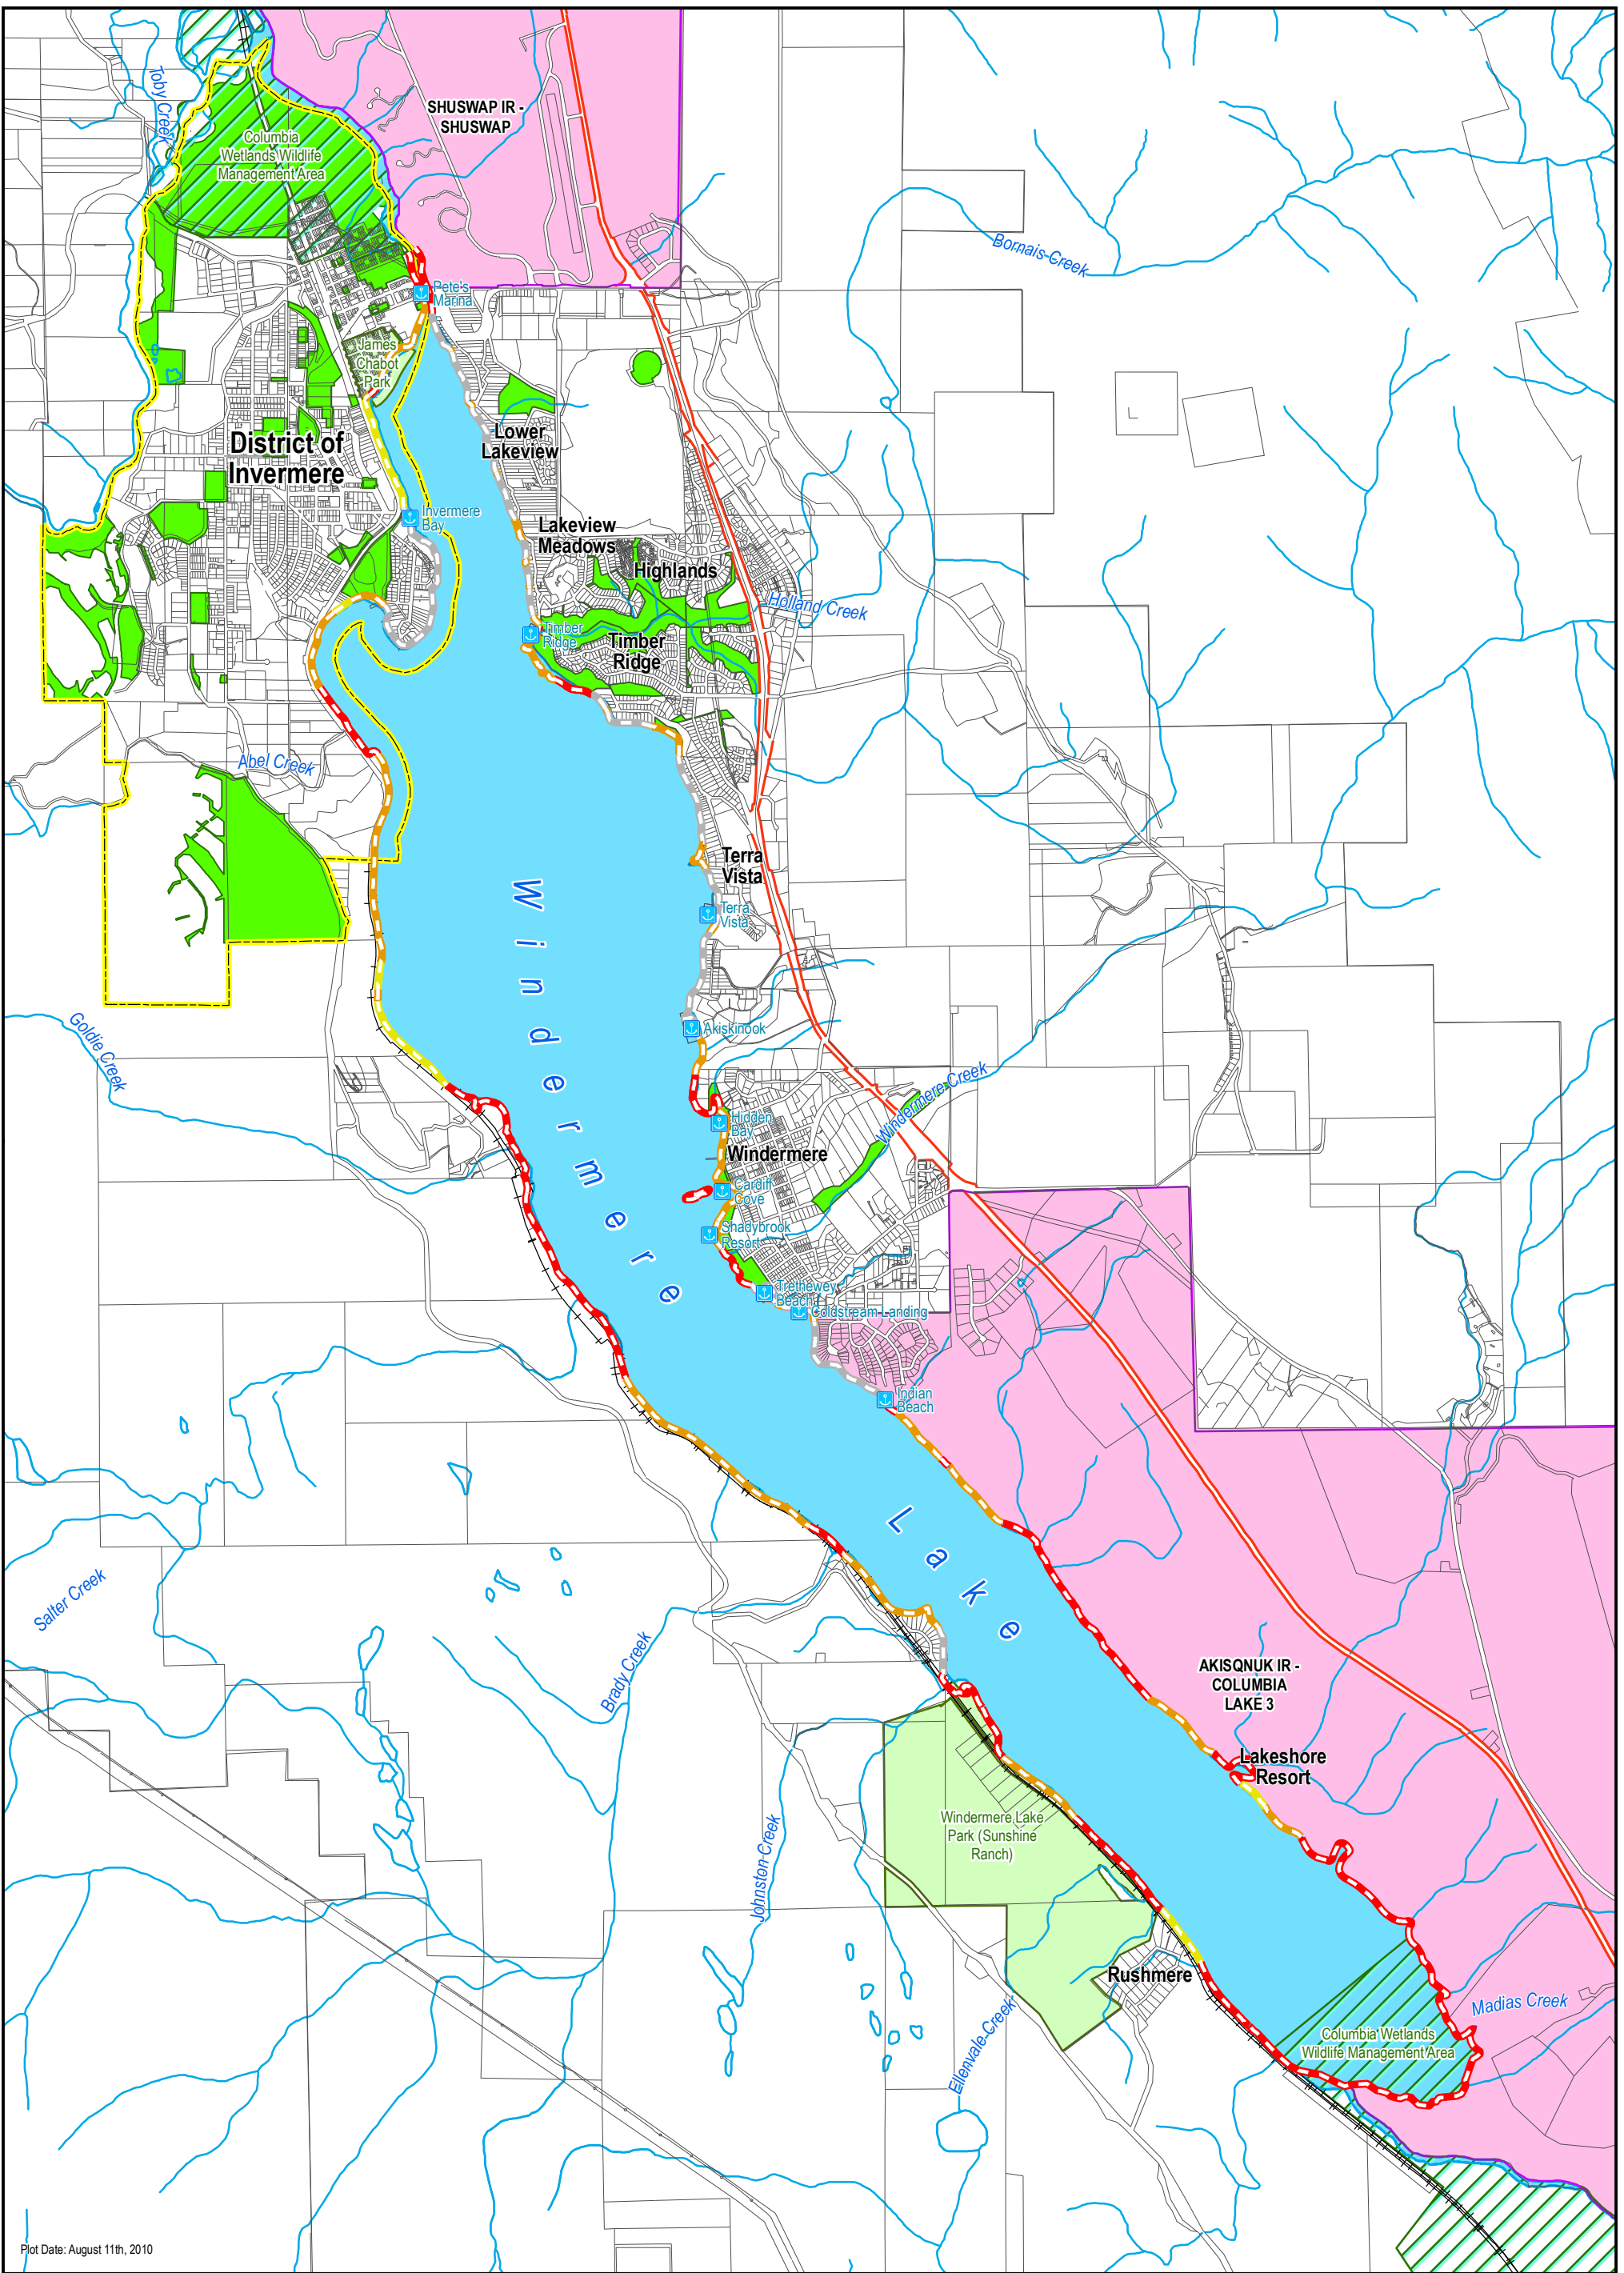 Toby Creek
SHUSWAP IR -
SHUSWAP
Columbia
Wetlands Wildlife
Management Area
Bornais Creek
Pete's
Marina
James
Chabot
Park
District of
Invermere
Lower
Lakeview
Invermere
Bay
Lakeview
Meadows
Highlands
Holland Creek
Timber
Ridge
Timber
Ridge
Abel Creek
Terra
Vista
Terra
Vista
Windermere
Lake
Goldie Creek
Akiskinook
Windermere Creek
Hidden
Bay
Windermere
Cardiff
Cove
Shadybrook
Resort
Trethewey
Beach
Coldstream Landing
Indian
Beach
Salter Creek
Brady Creek
AKISQNUK IR -
COLUMBIA
LAKE 3
Lakeshore
Resort
Windermere Lake
Park (Sunshine
Ranch)
Johnston Creek
Rushmere
Ellenvale Creek
Madias Creek
Columbia Wetlands
Wildlife Management Area
Plot Date: August 11th, 2010